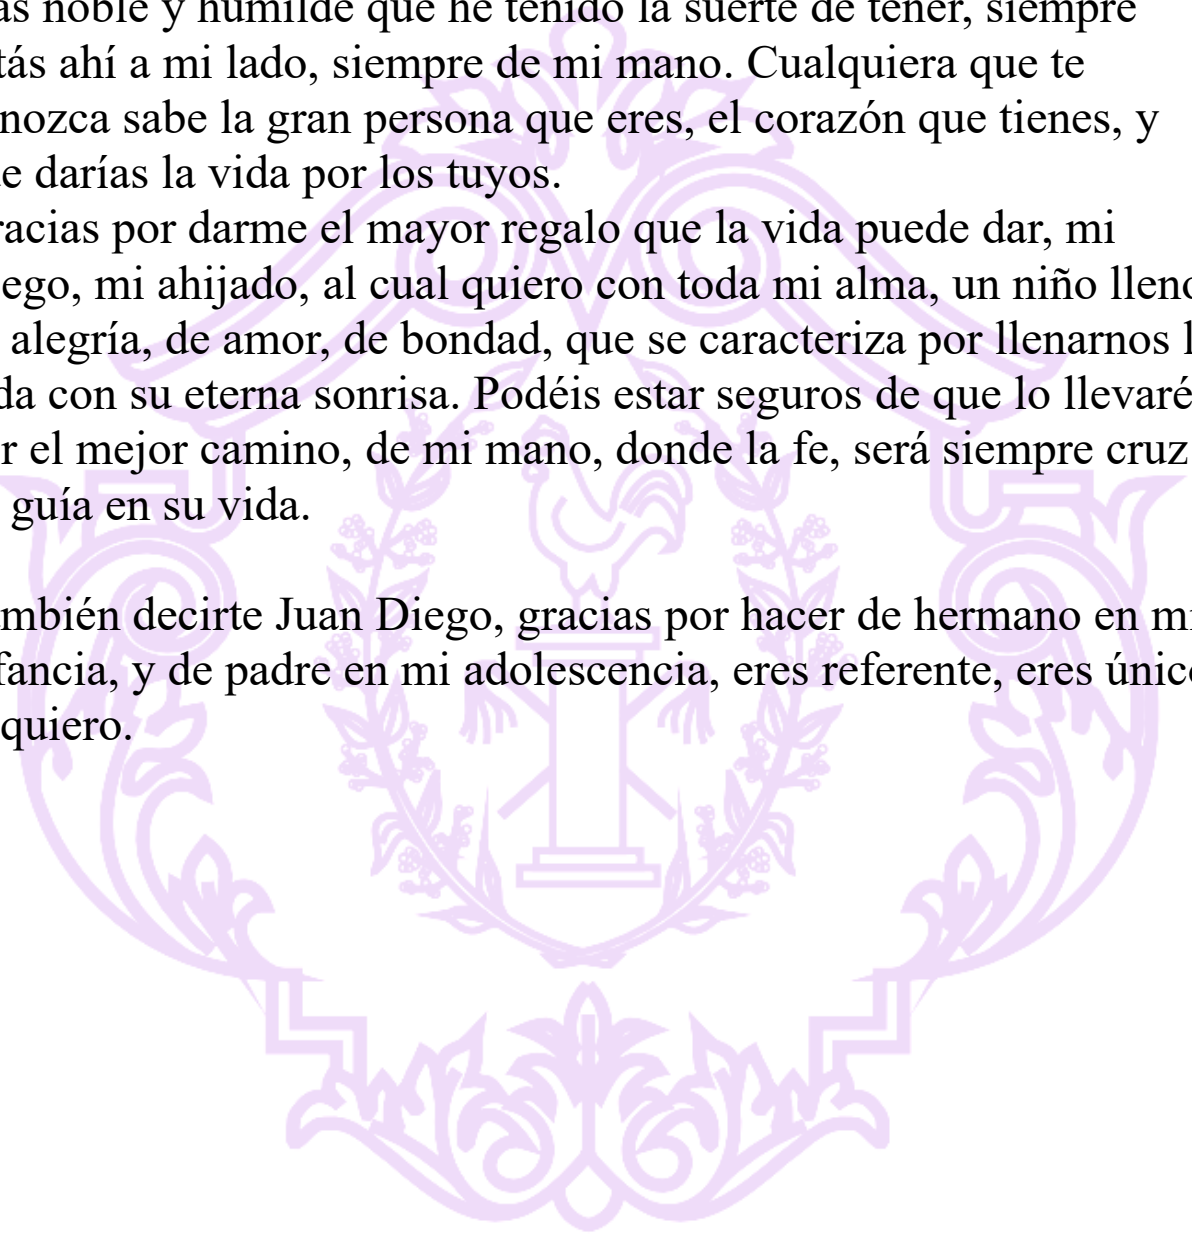 ás noble y humilde que he tenido la suerte de tener, siempre
tás ahí a mi lado, siempre de mi mano. Cualquiera que te
nozca sabe la gran persona que eres, el corazón que tienes, y
e darías la vida por los tuyos.
racias por darme el mayor regalo que la vida puede dar, mi
ego, mi ahijado, al cual quiero con toda mi alma, un niño lleno
alegría, de amor, de bondad, que se caracteriza por llenarnos l
da con su eterna sonrisa. Podéis estar seguros de que lo llevaré
r el mejor camino, de mi mano, donde la fe, será siempre cruz
guía en su vida.
mbién decirte Juan Diego, gracias por hacer de hermano en mi
fancia, y de padre en mi adolescencia, eres referente, eres único
quiero.